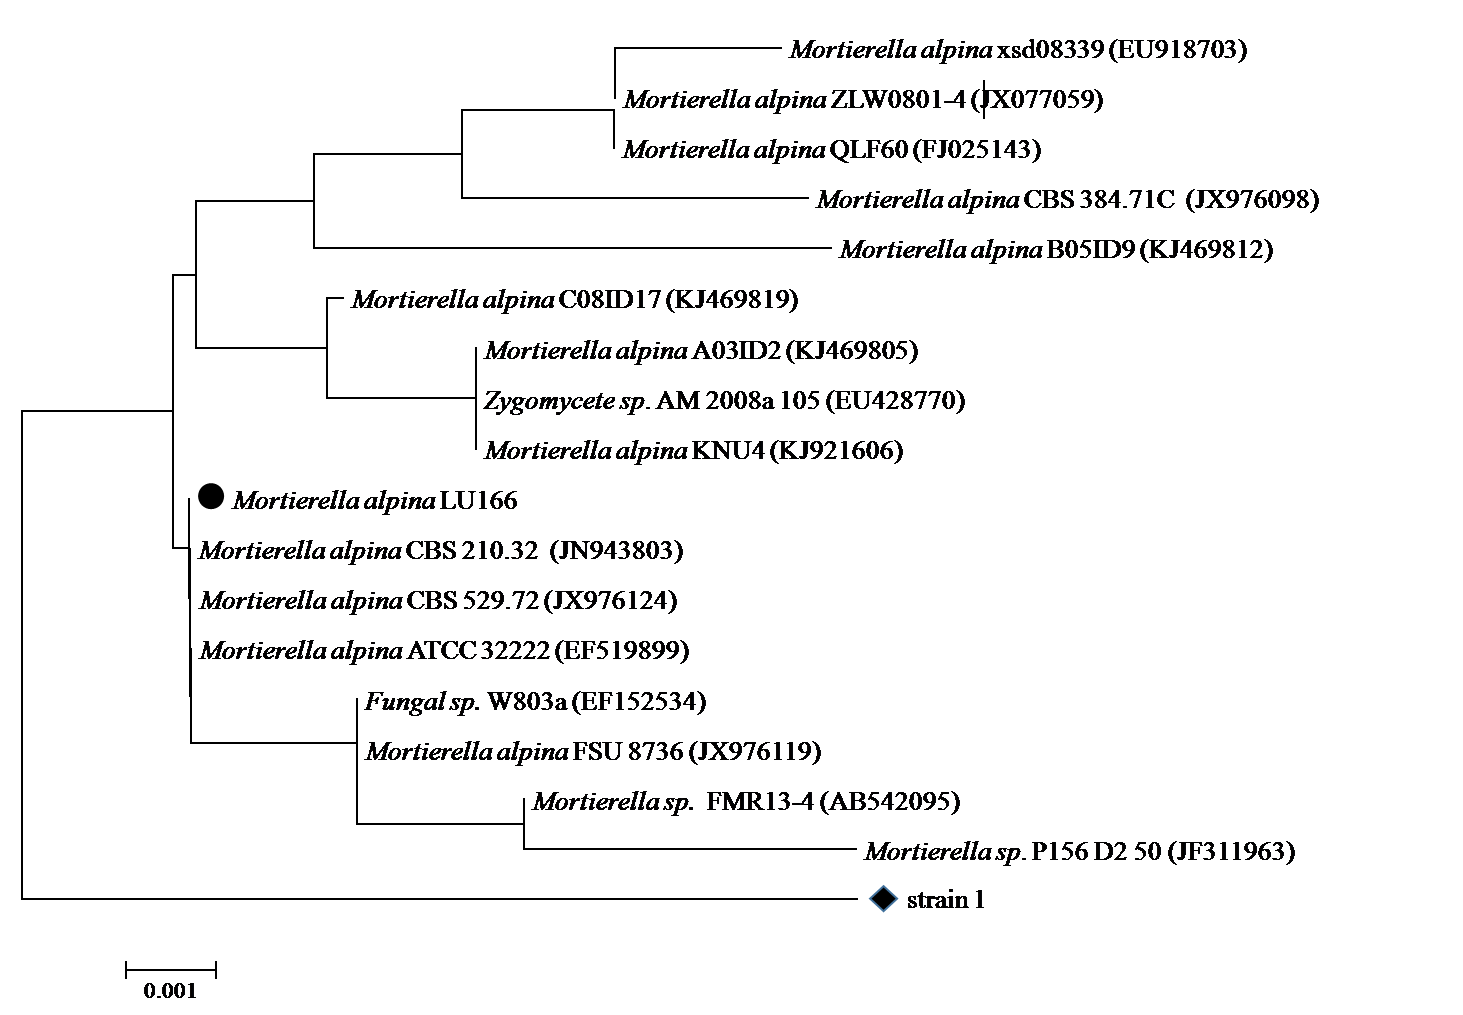 Mortierella alpina xsd08339 (EU918703)
Mortierella alpina ZLW0801-4 (JX077059)
Mortierella alpina QLF60 (FJ025143)
Mortierella alpina CBS 384.71C (JX976098)
Mortierella alpina B05ID9 (KJ469812)
Mortierella alpina C08ID17 (KJ469819)
Mortierella alpina A03ID2 (KJ469805)
Zygomycete sp. AM 2008a 105 (EU428770)
Mortierella alpina KNU4 (KJ921606)
Mortierella alpina LU166
Mortierella alpina CBS 210.32 (JN943803)
Mortierella alpina CBS 529.72 (JX976124)
Mortierella alpina ATCC 32222 (EF519899)
Fungal sp. W803a (EF152534)
Mortierella alpina FSU 8736 (JX976119)
Mortierella sp. FMR13-4 (AB542095)
Mortierella sp. P156 D2 50 (JF311963)
strain 1
0.001